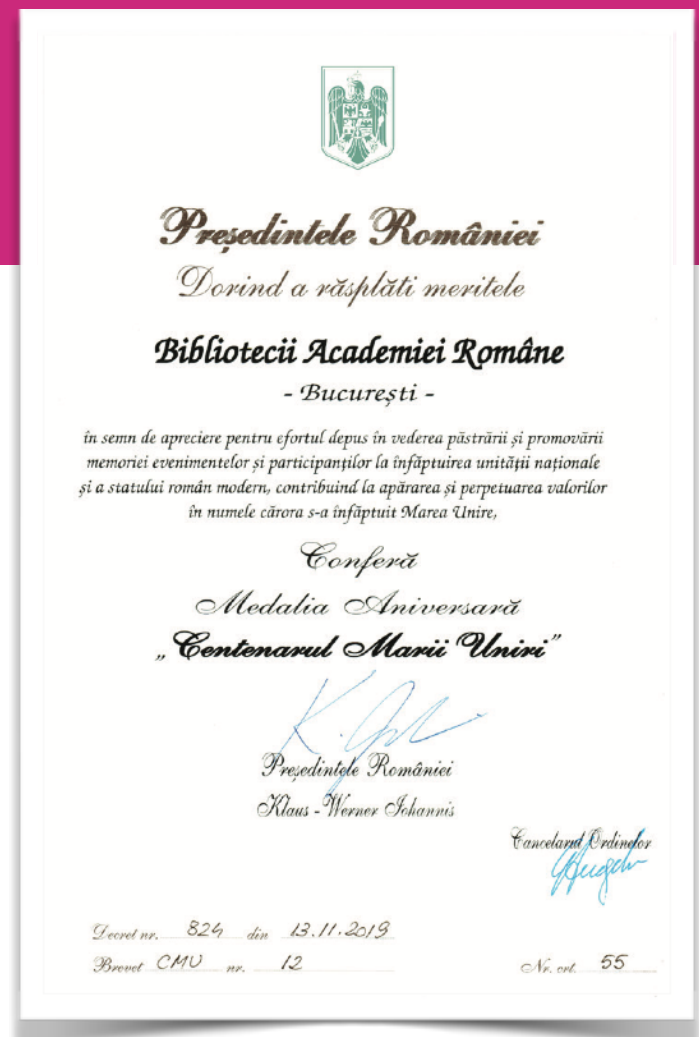 Președintele României
Dorind a răsplăti meritele
Bibliotecii Academiei Române
- București -
în semn de apreciere pentru efortul depus în vederea păstrării și promovării
memoriei evenimentelor și participanților la înfăptuirea unității naționale
și a statului român modern, contribuind la apărarea și perpetuarea valorilor
în numele cărora s-a înfăptuit Marea Unire,
Conferă
Medalia Aniversară
„Centenarul Marii Uniri”
Președintele României
Klaus - Werner Iohannis
Cancelarul Ordinelor
Decret nr. 824 din 13.11.2019
Brevet CMU nr. 12
Nr. crt. 55